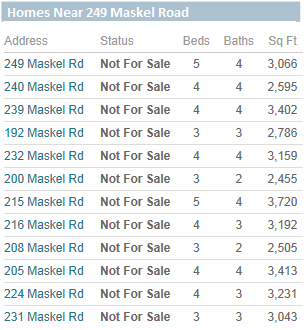 Homes Near 249 Maskel Road
Address Status Beds Baths Sq Ft
249 Maskel Rd Not For Sale 5 4 3,066
240 Maskel Rd Not For Sale 4 4 2,595
239 Maskel Rd Not For Sale 4 4 3,402
192 Maskel Rd Not For Sale 3 3 2,786
232 Maskel Rd Not For Sale 4 4 3,159
200 Maskel Rd Not For Sale 3 2 2,455
215 Maskel Rd Not For Sale 5 4 3,720
216 Maskel Rd Not For Sale 4 3 3,192
208 Maskel Rd Not For Sale 3 2 2,505
205 Maskel Rd Not For Sale 4 4 3,413
224 Maskel Rd Not For Sale 4 3 3,231
231 Maskel Rd Not For Sale 3 3 3,043